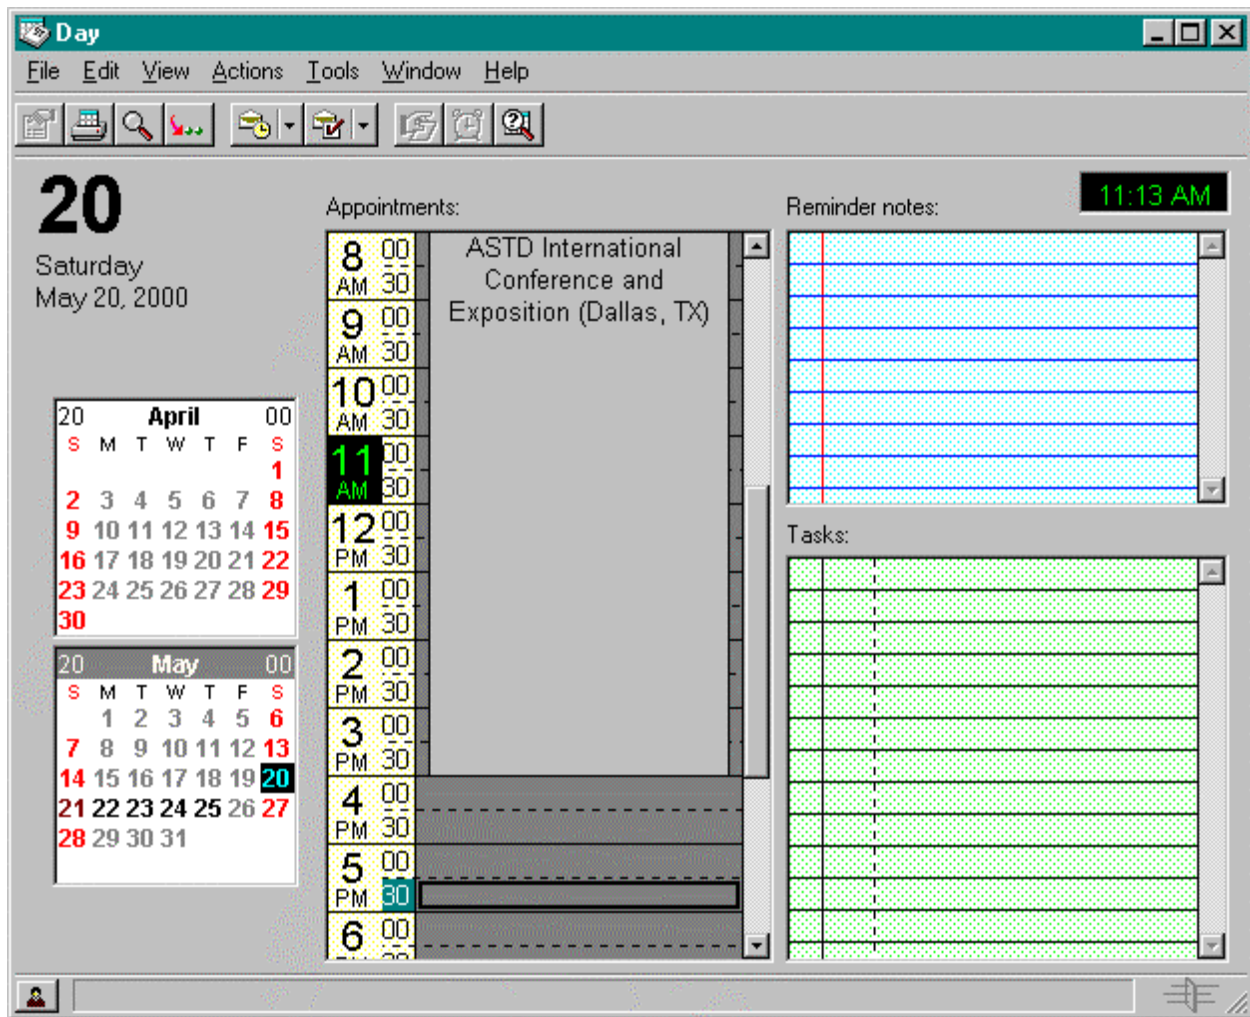 Day
File Edit View Actions Tools Window Help
20
Saturday
May 20, 2000
20 April 00
S M T W T F S
1
2 3 4 5 6 7 8
9 10 11 12 13 14 15
16 17 18 19 20 21 22
23 24 25 26 27 28 29
30
20 May 00
S M T W T F S
1 2 3 4 5 6
7 8 9 10 11 12 13
14 15 16 17 18 19 20
21 22 23 24 25 26 27
28 29 30 31
Appointments:
8 00
AM 30
9 00
AM 30
10 00
AM 30
11 00
AM 30
12 00
PM 30
1 00
PM 30
2 00
PM 30
3 00
PM 30
4 00
PM 30
5 00
PM 30
6 00
ASTD International
Conference and
Exposition (Dallas, TX)
Reminder notes:
11:13 AM
Tasks: